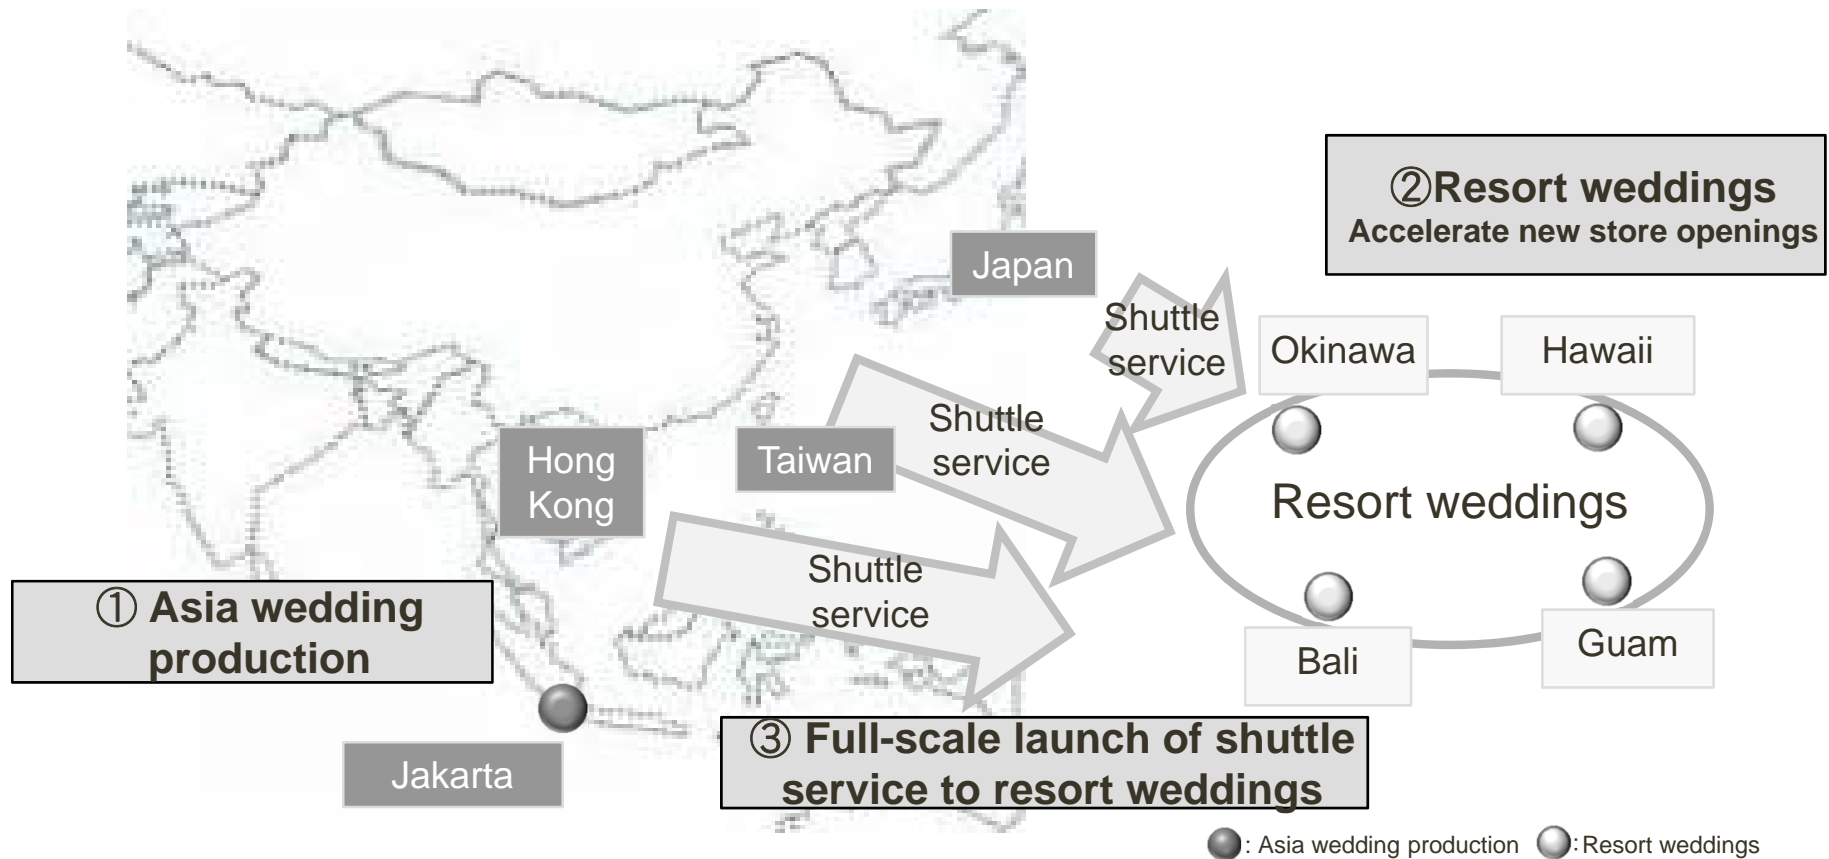 ②Resort weddings
Accelerate new store openings
Japan
Shuttle
service
Okinawa
Hawaii
Shuttle
service
Hong
Kong
Taiwan
Resort weddings
Shuttle
service
① Asia wedding
production
Bali
Guam
③ Full-scale launch of shuttle
service to resort weddings
Jakarta
: Asia wedding production
:Resort weddings